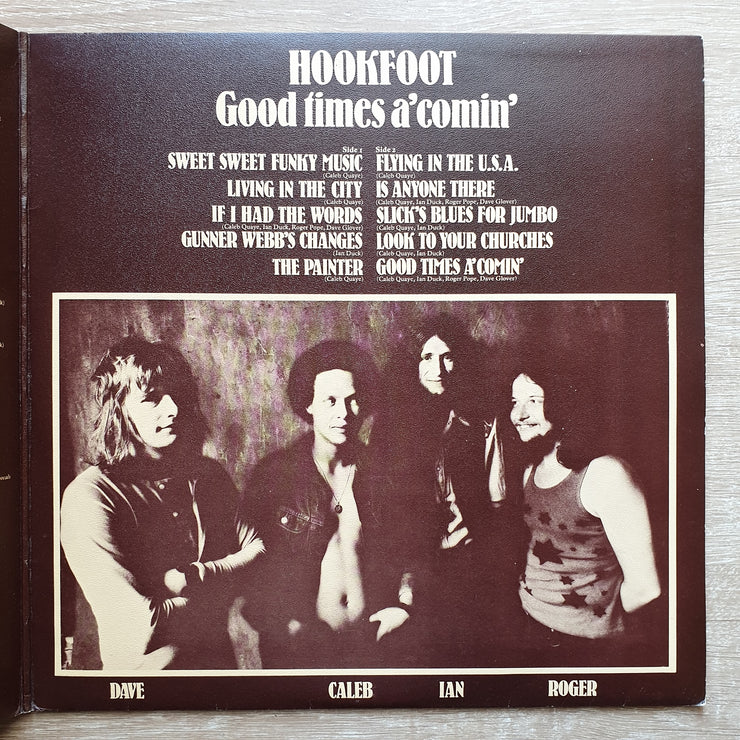 HOOKFOOT
Good times a'comin'
Side 1
SWEET SWEET FUNKY MUSIC
(Caleb Quaye)
LIVING IN THE CITY
(Caleb Quaye)
IF I HAD THE WORDS
(Caleb Quaye, Ian Duck, Roger Pope, Dave Glover)
GUNNER WEBB'S CHANGES
(Ian Duck)
THE PAINTER
(Caleb Quaye)
Side 2
FLYING IN THE U.S.A.
(Caleb Quaye)
IS ANYONE THERE
(Caleb Quaye, Ian Duck, Roger Pope, Dave Glover)
SLICK'S BLUES FOR JUMBO
(Caleb Quaye, Ian Duck)
LOOK TO YOUR CHURCHES
(Caleb Quaye, Ian Duck)
GOOD TIMES A'COMIN'
(Caleb Quaye, Ian Duck, Roger Pope, Dave Glover)
DAVE CALEB IAN ROGER